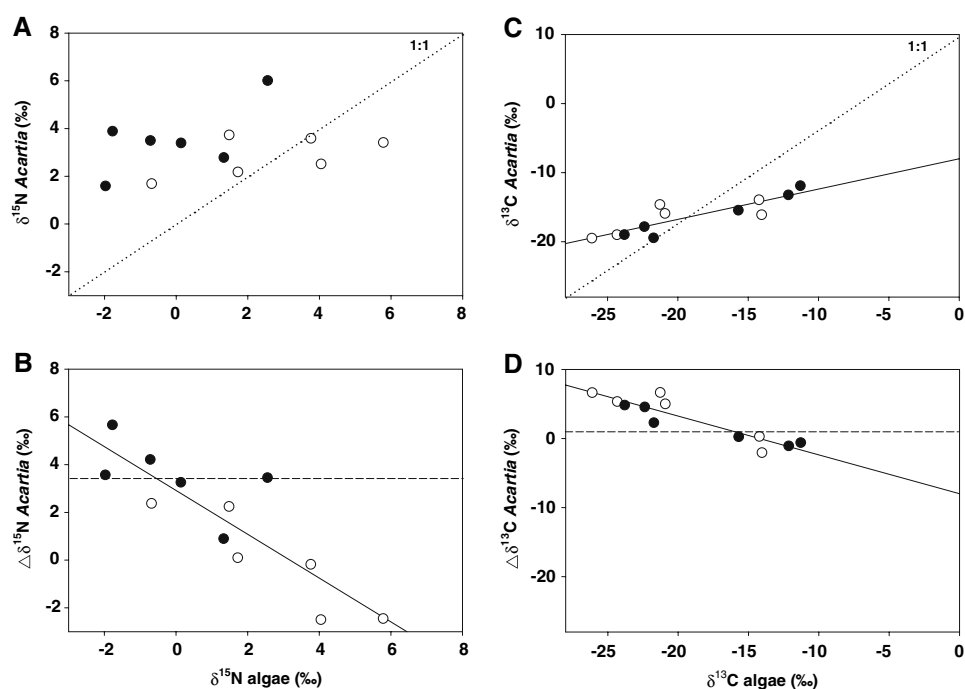 A
1:1
8
6
4
2
0
-2
δ¹⁵N Acartia (‰)
-2 0 2 4 6 8
C
1:1
10
0
-10
-20
δ¹³C Acartia (‰)
-25 -20 -15 -10 -5 0
B
8
6
4
2
0
-2
△δ¹⁵N Acartia (‰)
-2 0 2 4 6 8
δ¹⁵N algae (‰)
D
10
0
-10
-20
△δ¹³C Acartia (‰)
-25 -20 -15 -10 -5 0
δ¹³C algae (‰)